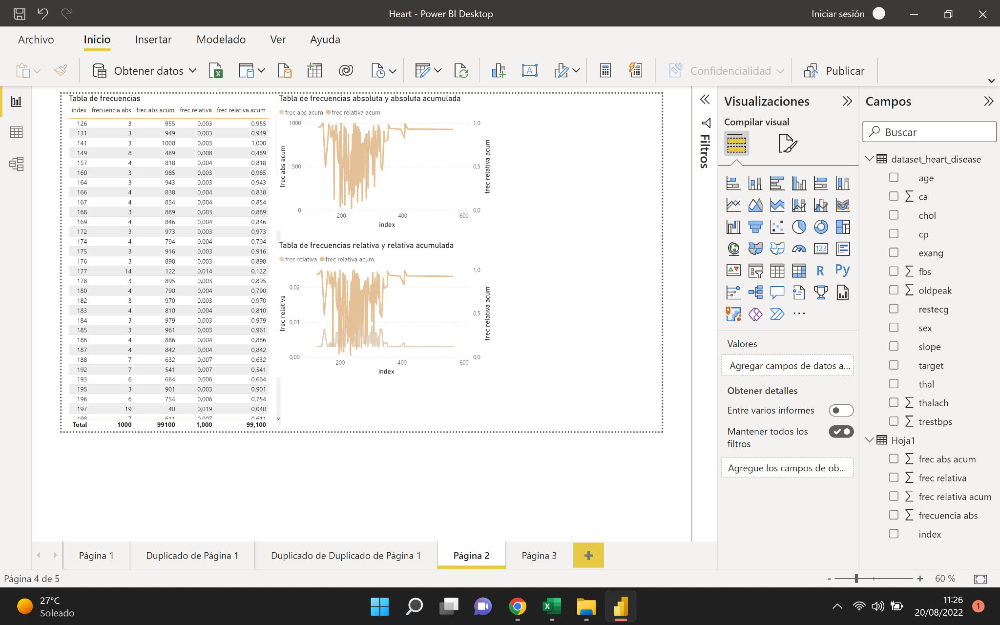 Heart - Power BI Desktop
Iniciar sesión
Archivo Inicio Insertar Modelado Ver Ayuda
Obtener datos
Confidencialidad
Publicar
Tabla de frecuencias
index frecuencia abs frec abs acum frec relativa frec relativa acum
126 3 955 0,003 0,955
131 3 949 0,003 0,949
141 3 1000 0,003 1,000
149 8 489 0,008 0,489
157 4 818 0,004 0,818
160 3 985 0,003 0,985
164 3 943 0,003 0,943
166 4 838 0,004 0,838
167 4 854 0,004 0,854
168 3 889 0,003 0,889
169 4 846 0,004 0,846
172 3 973 0,003 0,973
174 4 794 0,004 0,794
175 3 916 0,003 0,916
176 3 898 0,003 0,898
177 14 122 0,014 0,122
178 3 895 0,003 0,895
180 4 790 0,004 0,790
182 3 970 0,003 0,970
183 4 810 0,004 0,810
184 3 979 0,003 0,979
185 3 961 0,003 0,961
186 4 886 0,004 0,886
187 4 842 0,004 0,842
188 7 632 0,007 0,632
192 7 541 0,007 0,541
193 6 664 0,006 0,664
195 3 901 0,003 0,901
196 6 754 0,006 0,754
197 19 40 0,019 0,040
198 7 611 0,007 0,611
Total 1000 99100 1,000 99,100
Tabla de frecuencias absoluta y absoluta acumulada
frec abs acum frec relativa acum
1000
500
0
frec abs acum
1,0
0,5
0,0
frec relativa acum
200 400 600
index
Tabla de frecuencias relativa y relativa acumulada
frec relativa frec relativa acum
0,02
0,01
0,00
frec relativa
1,0
0,5
0,0
frec relativa acum
200 400 600
index
Filtros
Visualizaciones
Compilar visual
123
R Py
Valores
Agregar campos de datos a...
Obtener detalles
Entre varios informes
Mantener todos los
filtros
Agregue los campos de ob...
Campos
Buscar
dataset_heart_disease
age
ca
chol
cp
exang
fbs
oldpeak
restecg
sex
slope
target
thal
thalach
trestbps
Hoja1
frec abs acum
frec relativa
frec relativa acum
frecuencia abs
index
Página 1 Duplicado de Página 1 Duplicado de Duplicado de Página 1 Página 2 Página 3
Página 4 de 5
60 %
27°C
Soleado
11:26
20/08/2022
1